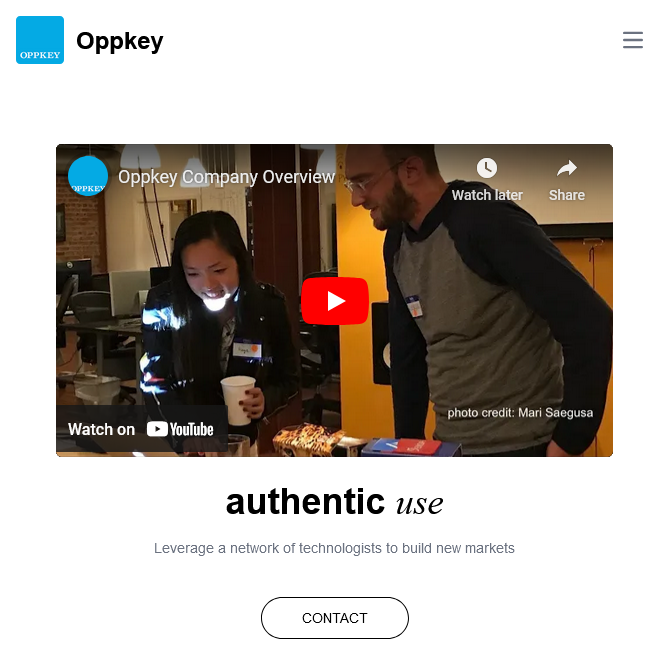 OPPKEY
Oppkey
OPPKEY
Oppkey Company Overview
Watch later
Share
photo credit: Mari Saegusa
Watch on YouTube
authentic use
Leverage a network of technologists to build new markets
CONTACT